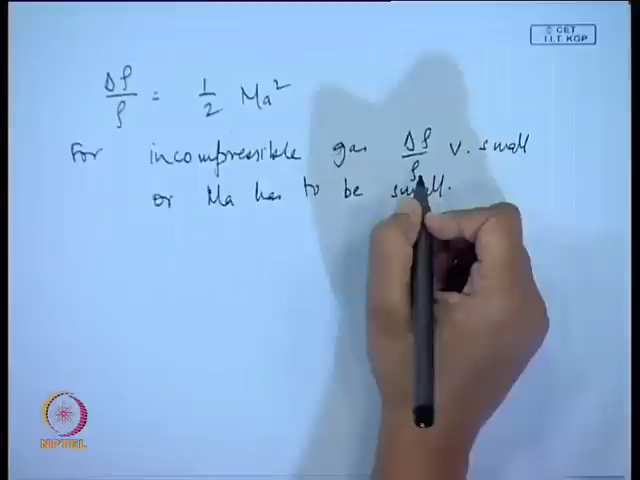 © CET
I.I.T. KGP
Δρ/ρ = 1/2 Ma²
For incompressible gas Δρ/ρ v. small
or Ma has to be small.
NPTEL